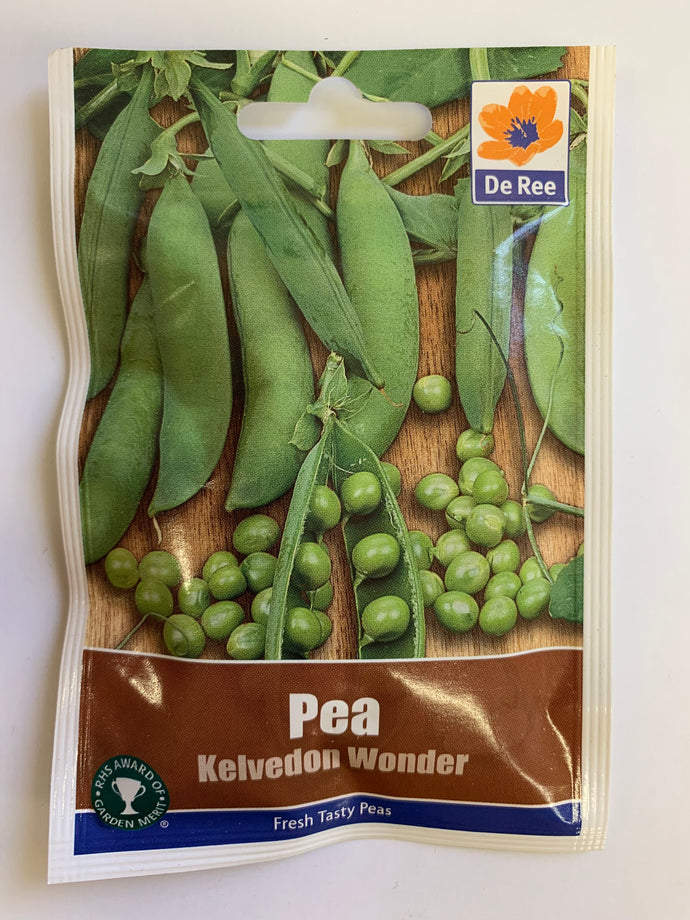 De Ree
Pea
Kelvedon Wonder
RHS AWARD OF
GARDEN MERIT
®
Fresh Tasty Peas